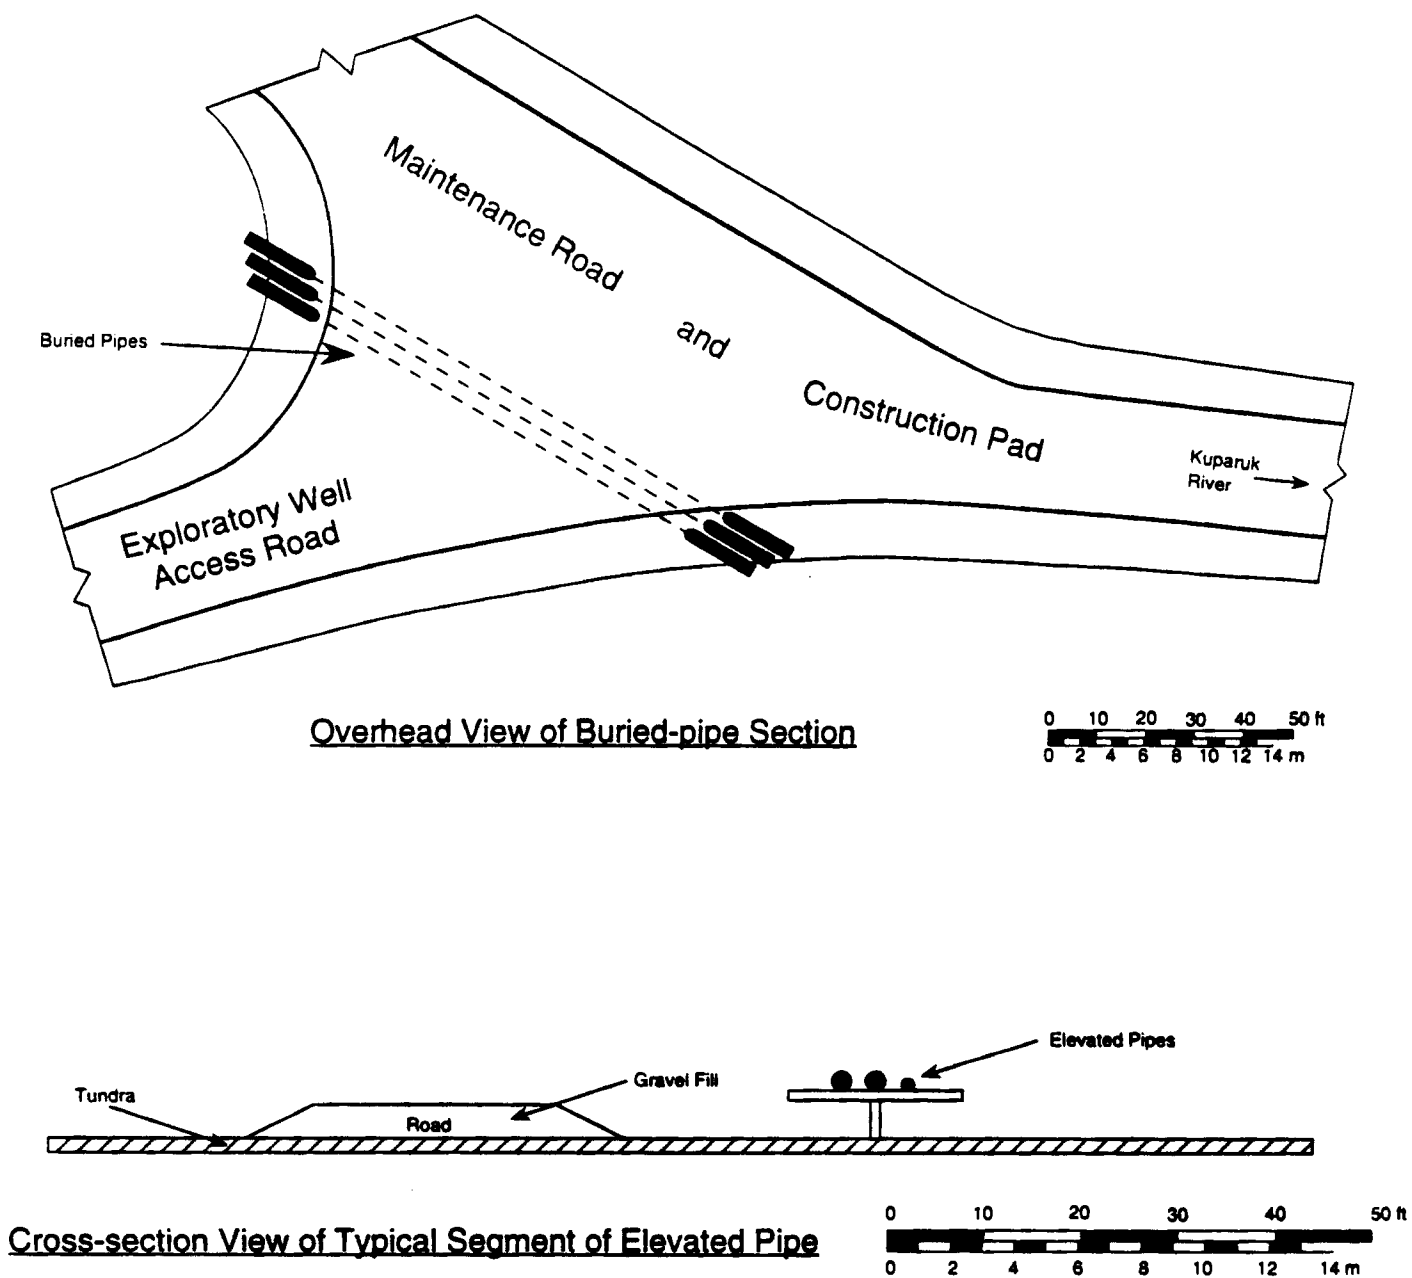 Maintenance Road
and
Construction Pad
Buried Pipes
Kuparuk
River
Exploratory Well
Access Road
Overhead View of Buried-pipe Section
0 10 20 30 40 50 ft
0 2 4 6 8 10 12 14 m
Elevated Pipes
Gravel Fill
Tundra
Road
Cross-section View of Typical Segment of Elevated Pipe
0 10 20 30 40 50 ft
0 2 4 6 8 10 12 14 m